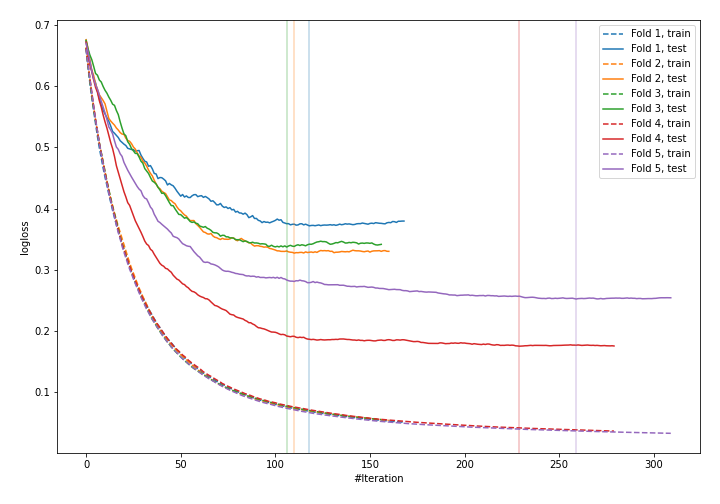 0.7
0.6
0.5
0.4
0.3
0.2
0.1
logloss
0 50 100 150 200 250 300
#Iteration
Fold 1, train
Fold 1, test
Fold 2, train
Fold 2, test
Fold 3, train
Fold 3, test
Fold 4, train
Fold 4, test
Fold 5, train
Fold 5, test